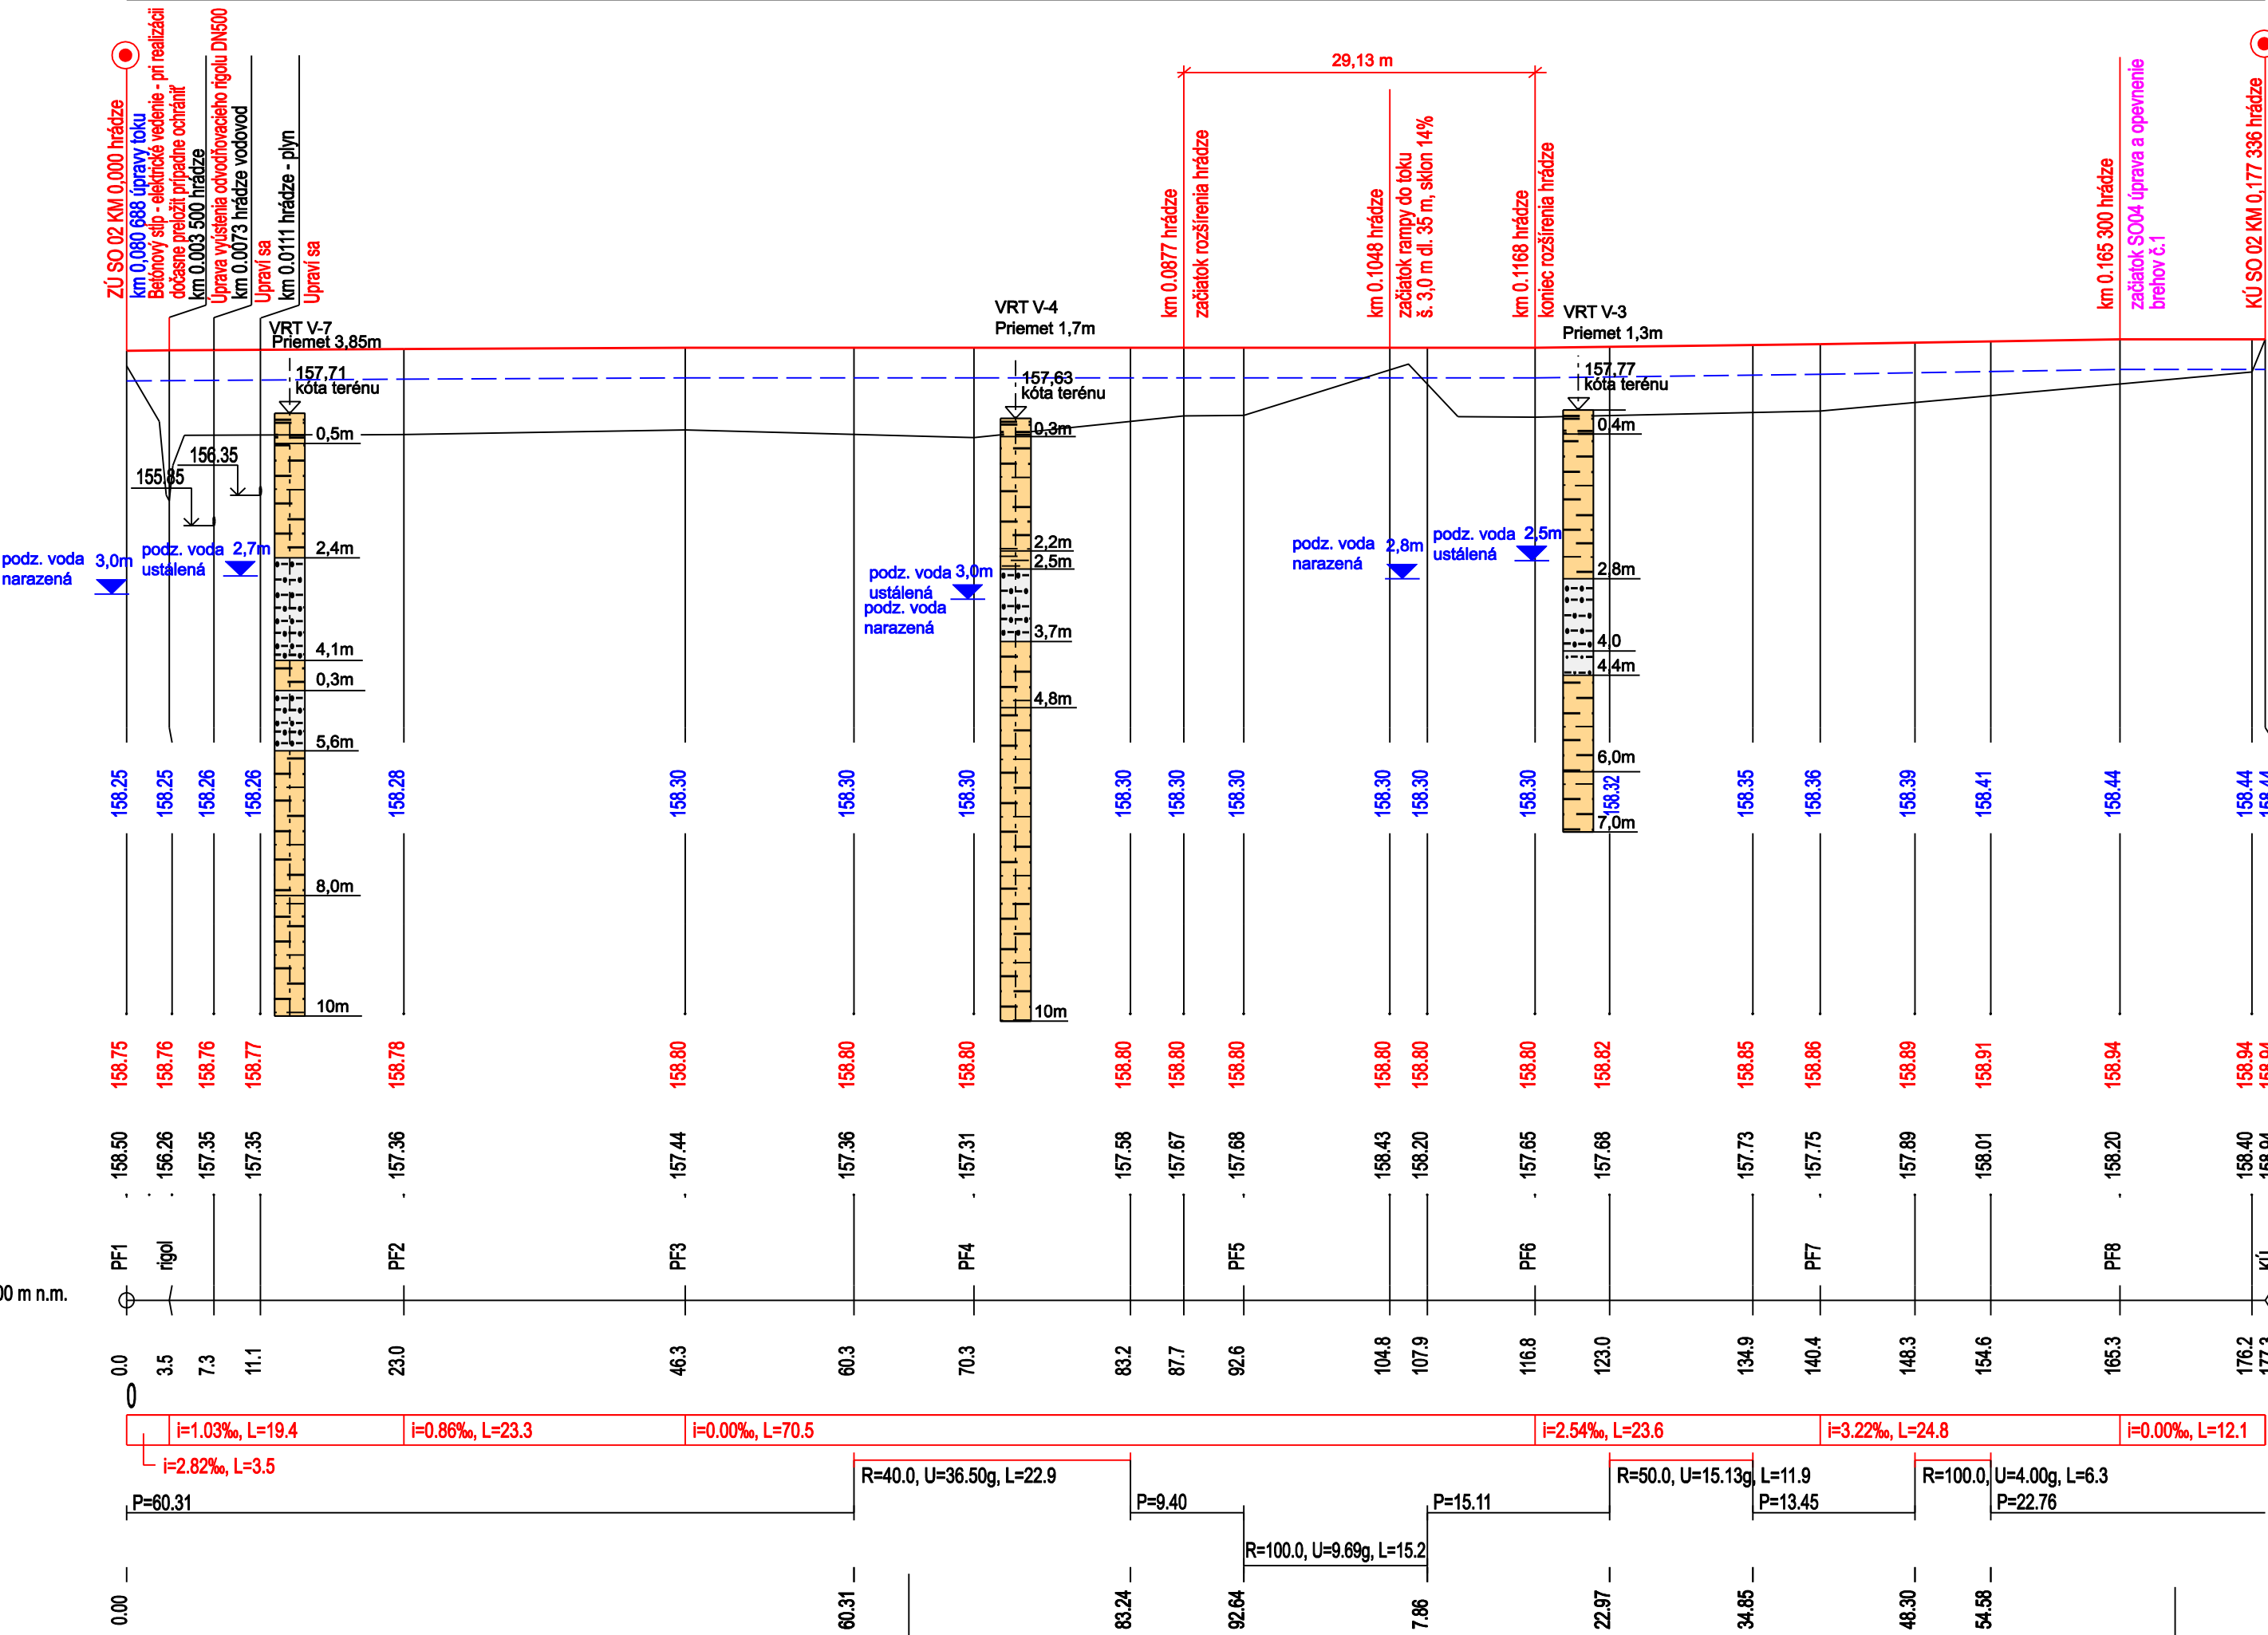 ZÚ SO 02 KM 0,000 hrádze
km 0,080 688 úpravy toku
Betónový stĺp - elektrické vedenie - pri realizácii
dočasne preložiť prípadne ochrániť
km 0.003 500 hrádze
Úprava vyústenia odvodňovacieho rigolu DN500
km 0.0073 hrádze vodovod
Upraví sa
km 0.0111 hrádze - plyn
Upraví sa
29,13 m
km 0.0877 hrádze
začiatok rozšírenia hrádze
km 0.1048 hrádze
začiatok rampy do toku
š. 3,0 m dl. 35 m, sklon 14%
km 0.1168 hrádze
koniec rozšírenia hrádze
km 0.165 300 hrádze
začiatok SO04 úprava a opevnenie
brehov č.1
KÚ SO 02 KM 0,177 336 hrádze
VRT V-7
Priemet 3,85m
157,71
kóta terénu
0,5m
2,4m
4,1m
0,3m
5,6m
8,0m
10m
156.35
155.85
podz. voda 3,0m
narazená
podz. voda 2,7m
ustálená
VRT V-4
Priemet 1,7m
157,63
kóta terénu
0,3m
2,2m
2,5m
3,7m
4,8m
10m
podz. voda 3,0m
ustálená
podz. voda
narazená
VRT V-3
Priemet 1,3m
157,77
kóta terénu
0,4m
2,8m
4,0
4,4m
6,0m
7,0m
podz. voda 2,8m
narazená
podz. voda 2,5m
ustálená
158.25 158.25 158.26 158.26 158.28 158.30 158.30 158.30 158.30 158.30 158.30 158.30 158.30 158.30 158.32 158.35 158.36 158.39 158.41 158.44 158.44 158.44
158.75 158.76 158.76 158.77 158.78 158.80 158.80 158.80 158.80 158.80 158.80 158.80 158.80 158.80 158.82 158.85 158.86 158.89 158.91 158.94 158.94 158.94
158.50 156.26 157.35 157.35 157.36 157.44 157.36 157.31 157.58 157.67 157.68 158.43 158.20 157.65 157.68 157.73 157.75 157.89 158.01 158.20 158.40 158.94
PF1 rigol PF2 PF3 PF4 PF5 PF6 PF7 PF8 KÚ
00 m n.m.
0.0 3.5 7.3 11.1 23.0 46.3 60.3 70.3 83.2 87.7 92.6 104.8 107.9 116.8 123.0 134.9 140.4 148.3 154.6 165.3 176.2 177.3
0
i=1.03‰, L=19.4 i=0.86‰, L=23.3 i=0.00‰, L=70.5 i=2.54‰, L=23.6 i=3.22‰, L=24.8 i=0.00‰, L=12.1
i=2.82‰, L=3.5
R=40.0, U=36.50g, L=22.9 R=50.0, U=15.13g, L=11.9 R=100.0, U=4.00g, L=6.3
P=60.31 P=9.40 P=15.11 P=13.45 P=22.76
R=100.0, U=9.69g, L=15.2
0.00 60.31 83.24 92.64 7.86 22.97 34.85 48.30 54.58